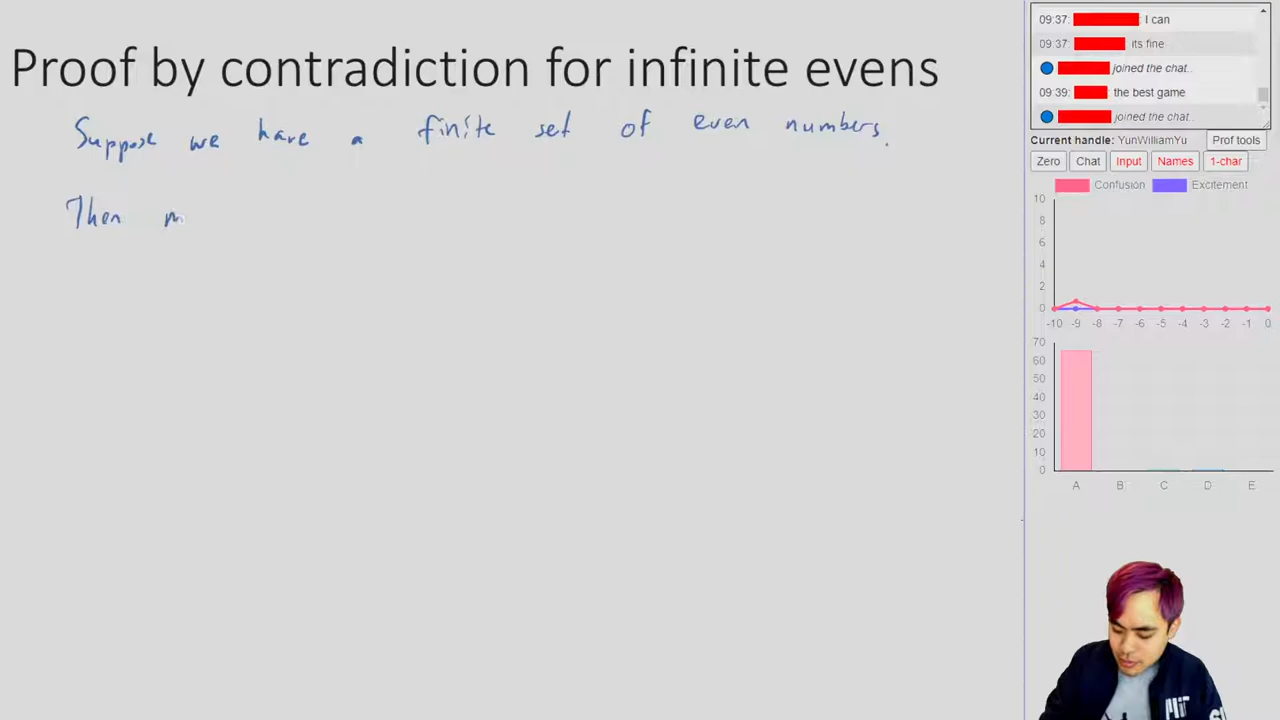 Proof by contradiction for infinite evens
Suppose we have a finite set of even numbers.
Then m
09:37: I can
09:37: its fine
joined the chat..
09:39: the best game
joined the chat..
Current handle: YunWilliamYu Prof tools
Zero Chat Input Names 1-char
Confusion Excitement
10
8
6
4
2
0
-10 -9 -8 -7 -6 -5 -4 -3 -2 -1 0
70
60
50
40
30
20
10
0
A B C D E
MIT